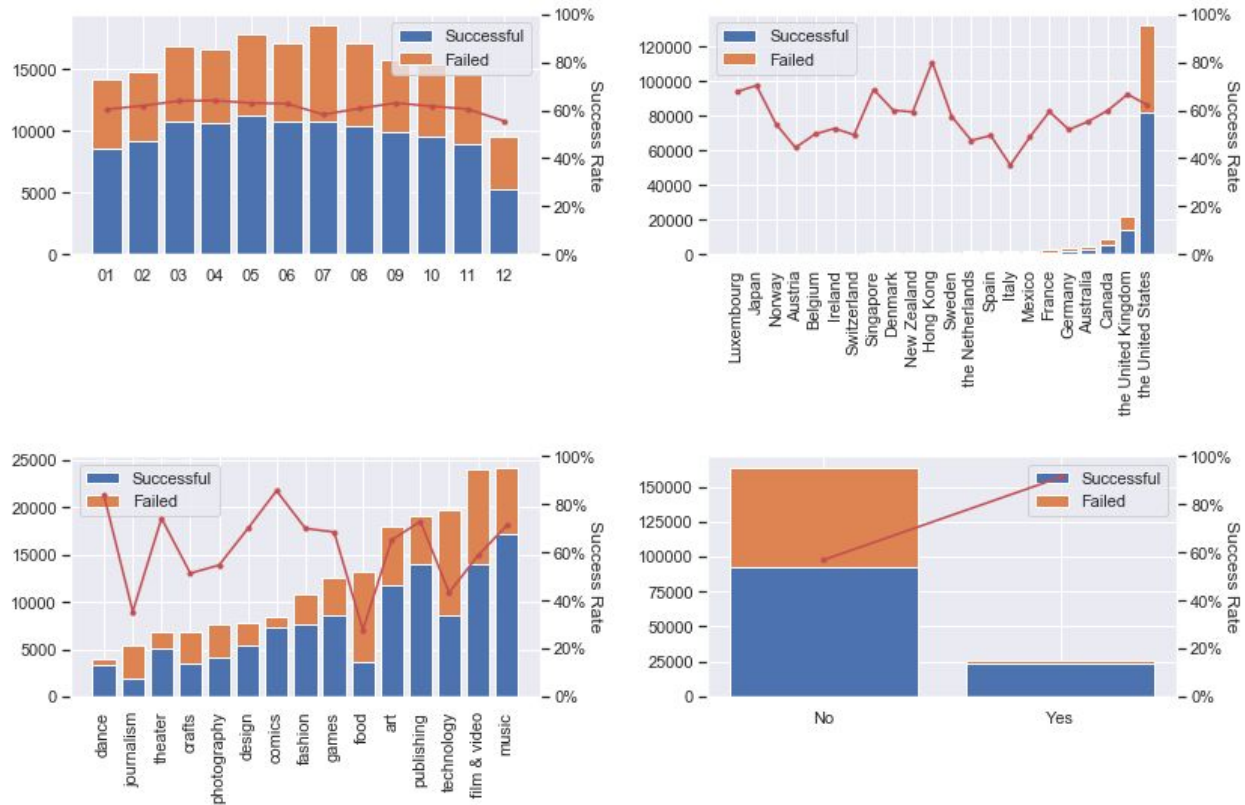 100%
80%
60%
40%
20%
0%
Success Rate
15000
10000
5000
0
Successful
Failed
01 02 03 04 05 06 07 08 09 10 11 12
120000
100000
80000
60000
40000
20000
0
Successful
Failed
100%
80%
60%
40%
20%
0%
Success Rate
Luxembourg
Japan
Norway
Austria
Belgium
Ireland
Switzerland
Singapore
Denmark
New Zealand
Hong Kong
Sweden
the Netherlands
Spain
Italy
Mexico
France
Germany
Australia
Canada
the United Kingdom
the United States
25000
20000
15000
10000
5000
0
Successful
Failed
100%
80%
60%
40%
20%
0%
Success Rate
dance
journalism
theater
crafts
photography
design
comics
fashion
games
food
art
publishing
technology
film & video
music
150000
125000
100000
75000
50000
25000
0
Successful
Failed
100%
80%
60%
40%
20%
0%
Success Rate
No Yes